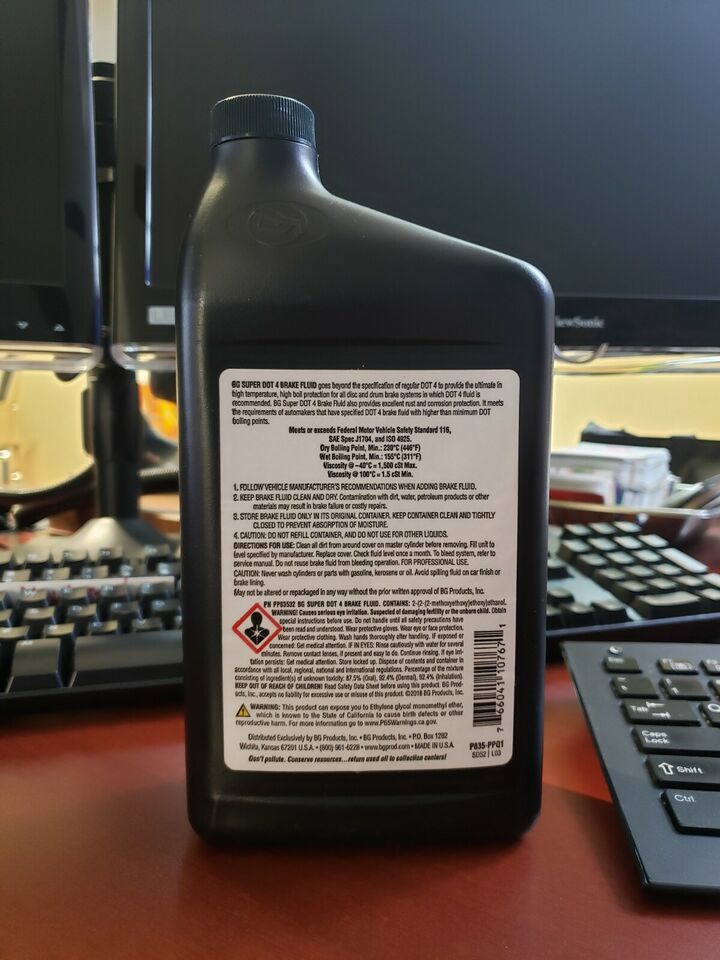 BG SUPER DOT 4 BRAKE FLUID goes beyond the specification of regular DOT 4 to provide the ultimate in
high temperature, high boil protection for all disc and drum brake systems in which DOT 4 fluid is
recommended. BG Super DOT 4 Brake Fluid also provides excellent rust and corrosion protection. It meets
the requirements of automakers that have specified DOT 4 brake fluid with higher than minimum DOT
boiling points.
Meets or exceeds Federal Motor Vehicle Safety Standard 116,
SAE Spec J1704, and ISO 4925.
Dry Boiling Point, Min.: 230°C (446°F)
Wet Boiling Point, Min.: 155°C (311°F)
Viscosity @ –40°C = 1,500 cSt Max.
Viscosity @ 100°C = 1.5 cSt Min.
1. FOLLOW VEHICLE MANUFACTURER'S RECOMMENDATIONS WHEN ADDING BRAKE FLUID.
2. KEEP BRAKE FLUID CLEAN AND DRY. Contamination with dirt, water, petroleum products or other
materials may result in brake failure or costly repairs.
3. STORE BRAKE FLUID ONLY IN ITS ORIGINAL CONTAINER. KEEP CONTAINER CLEAN AND TIGHTLY
CLOSED TO PREVENT ABSORPTION OF MOISTURE.
4. CAUTION: DO NOT REFILL CONTAINER, AND DO NOT USE FOR OTHER LIQUIDS.
DIRECTIONS FOR USE: Clean all dirt from around cover on master cylinder before removing. Fill unit to
level specified by manufacturer. Replace cover. Check fluid level once a month. To bleed system, refer to
service manual. Do not reuse brake fluid from bleeding operation. FOR PROFESSIONAL USE.
CAUTION: Never wash cylinders or parts with gasoline, kerosene or oil. Avoid spilling fluid on car finish or
brake lining.
May not be altered or repackaged in any way without the prior written approval of BG Products, Inc.
PN PP83532 BG SUPER DOT 4 BRAKE FLUID. CONTAINS: 2-(2-(2-methoxyethoxy)ethoxy)ethanol.
WARNING! Causes serious eye irritation. Suspected of damaging fertility or the unborn child. Obtain
special instructions before use. Do not handle until all safety precautions have
been read and understood. Wear protective gloves. Wear eye or face protection.
Wear protective clothing. Wash hands thoroughly after handling. If exposed or
concerned: Get medical attention. IF IN EYES: Rinse cautiously with water for several
minutes. Remove contact lenses, if present and easy to do. Continue rinsing. If eye irri-
tation persists: Get medical attention. Store locked up. Dispose of contents and container in
accordance with all local, regional, national and international regulations. Percentage of the mixture
consisting of ingredient(s) of unknown toxicity: 87.5% (Oral), 92.4% (Dermal), 92.4% (Inhalation).
KEEP OUT OF REACH OF CHILDREN! Read Safety Data Sheet before using this product. BG Prod-
ucts, Inc. accepts no liability for excessive use or misuse of this product. ©2018 BG Products, Inc.
WARNING: This product can expose you to Ethylene glycol monomethyl ether,
which is known to the State of California to cause birth defects or other
reproductive harm. For more information go to www.P65Warnings.ca.gov.
Distributed Exclusively by BG Products, Inc. • BG Products, Inc. • P.O. Box 1282
Wichita, Kansas 67201 U.S.A. • (800) 961-6228 • www.bgprod.com • MADE IN U.S.A.
Don't pollute. Conserve resources...return used oil to collection centers!
7 66041 10767 1
P835-PPQ1
SDS2 | L03
ViewSonic
Tab
Caps
Lock
Shift
Ctrl